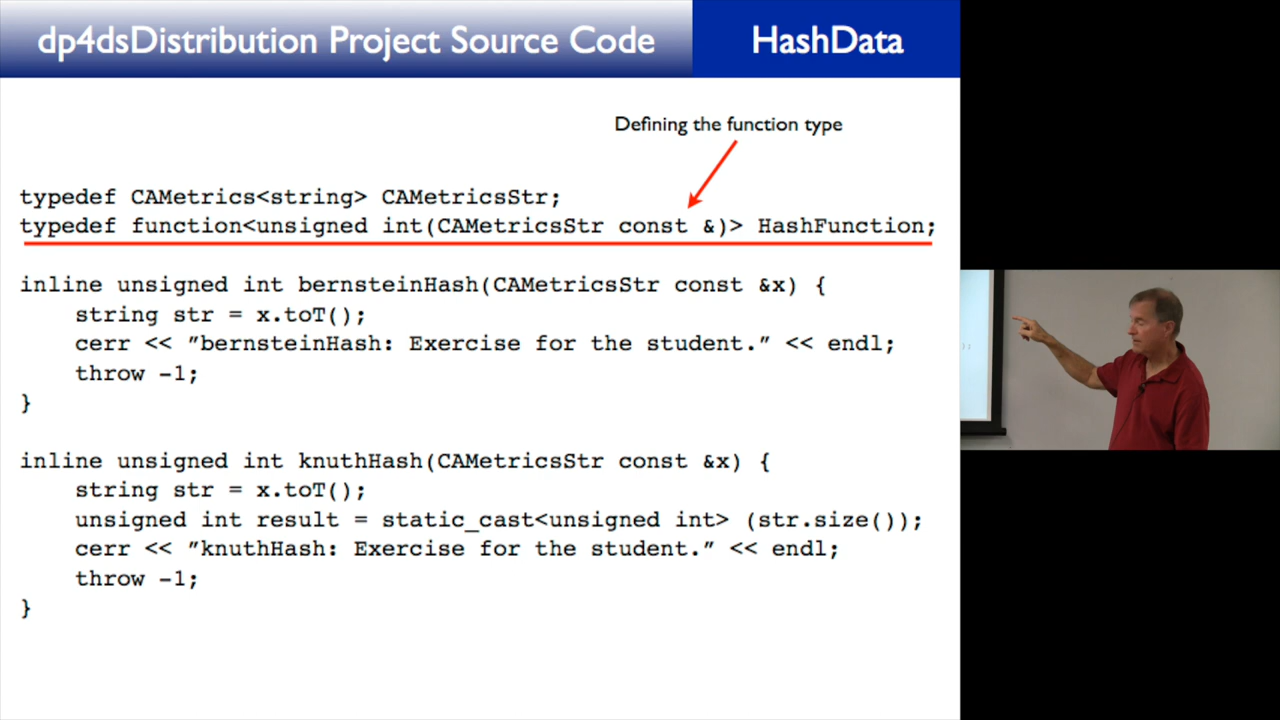 dp4dsDistribution Project Source Code
HashData
Defining the function type
typedef CAMetrics<string> CAMetricsStr;
typedef function<unsigned int(CAMetricsStr const &)> HashFunction;
inline unsigned int bernsteinHash(CAMetricsStr const &x) {
    string str = x.toT();
    cerr << ”bernsteinHash: Exercise for the student.” << endl;
    throw -1;
}
inline unsigned int knuthHash(CAMetricsStr const &x) {
    string str = x.toT();
    unsigned int result = static_cast<unsigned int> (str.size());
    cerr << ”knuthHash: Exercise for the student.” << endl;
    throw -1;
}